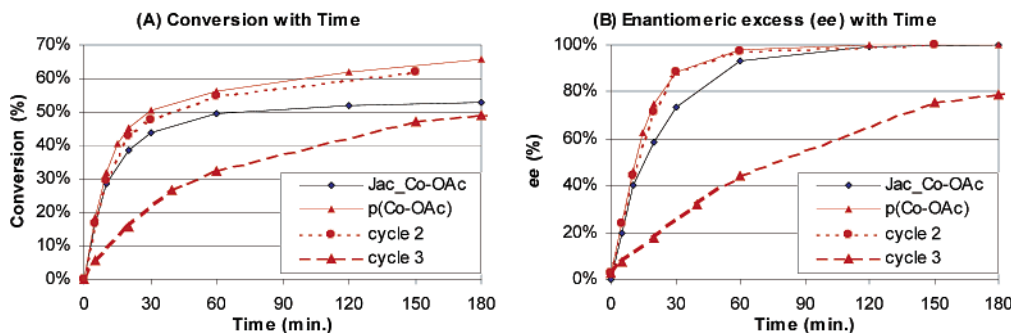 (A) Conversion with Time
70%
60%
50%
40%
30%
20%
10%
0%
Conversion (%)
0 30 60 90 120 150 180
Time (min.)
Jac_Co-OAc
p(Co-OAc)
cycle 2
cycle 3
(B) Enantiomeric excess (ee) with Time
100%
80%
60%
40%
20%
0%
ee (%)
0 30 60 90 120 150 180
Time (min.)
Jac_Co-OAc
p(Co-OAc)
cycle 2
cycle 3